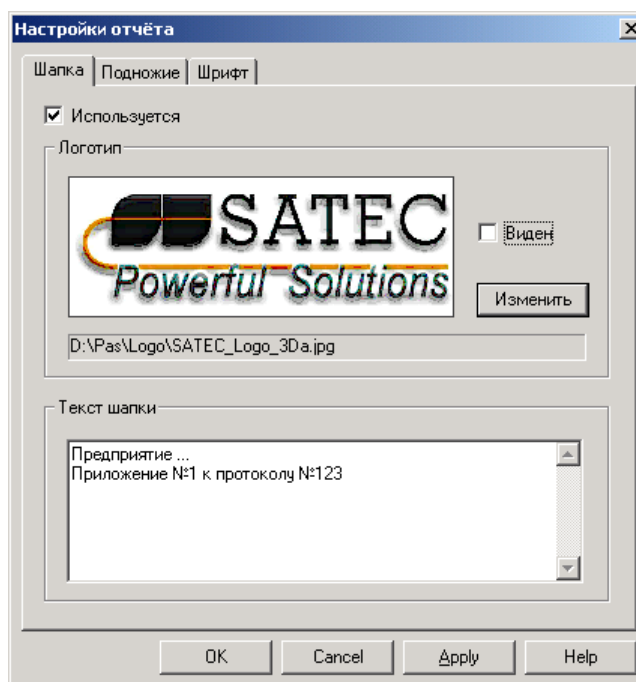 Настройки отчёта
Шапка Подножие Шрифт
Используется
Логотип
SATEC
Powerful Solutions
Виден
Изменить
D:\Pas\Logo\SATEC_Logo_3Da.jpg
Текст шапки
Предприятие ...
Приложение №1 к протоколу №123
OK Cancel Apply Help